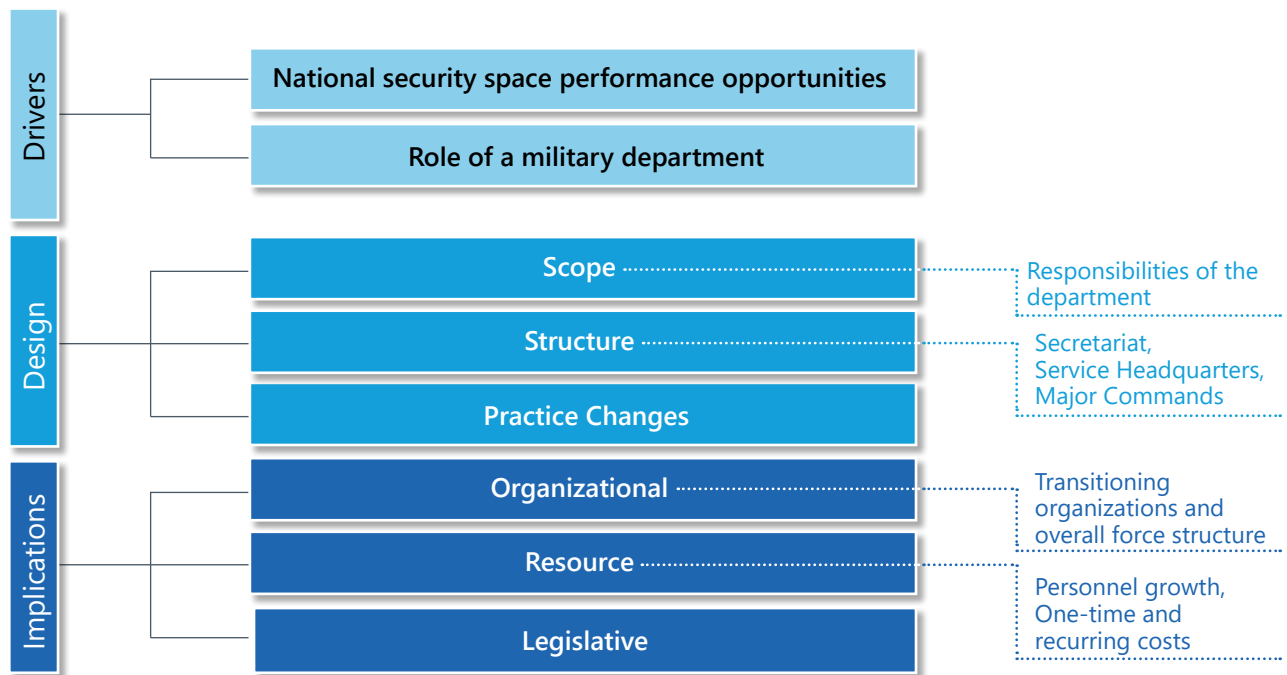 Drivers
National security space performance opportunities
Role of a military department
Design
Scope
Responsibilities of the
department
Structure
Secretariat,
Service Headquarters,
Major Commands
Practice Changes
Implications
Organizational
Transitioning
organizations and
overall force structure
Resource
Personnel growth,
One-time and
recurring costs
Legislative